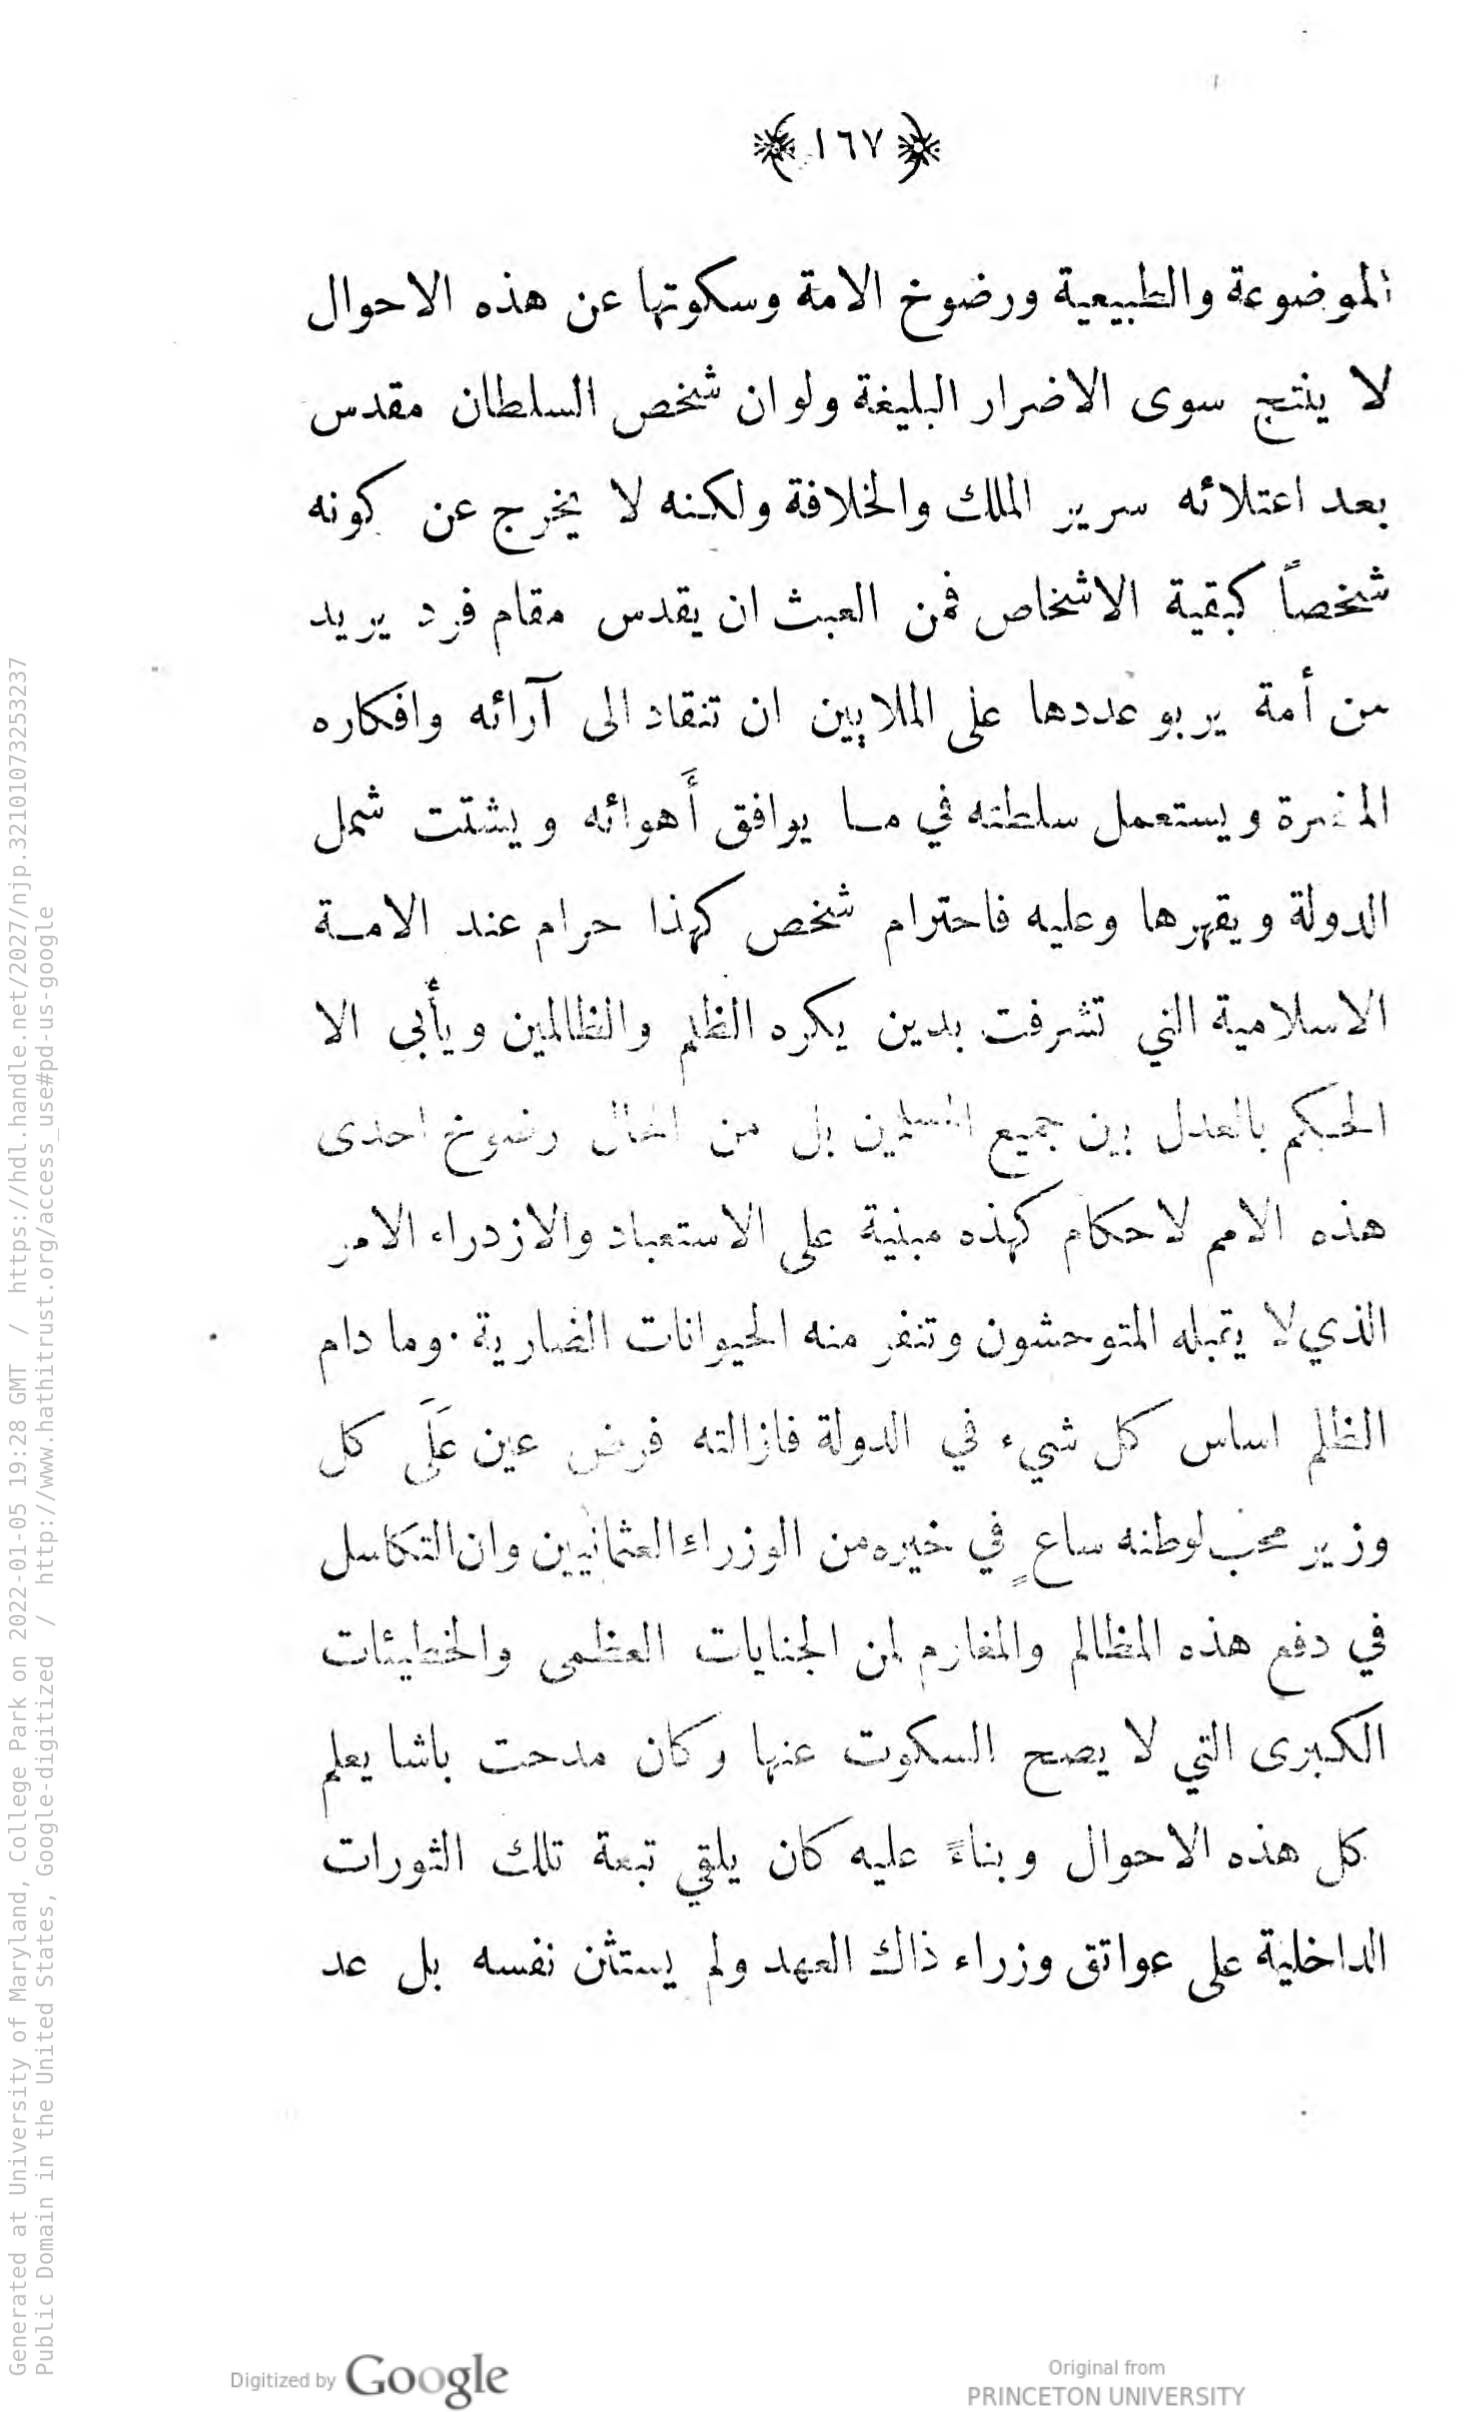 ١٦٧
الموضوعة والطبيعية ورضوخ الامة وسكوتها عن هذه الاحوال
لا ينتج سوى الاضرار البليغة ولو ان شخص السلطان مقدس
بعد اعتلائه سرير الملك والخلافة ولكنه لا يخرج عن كونه
شخصاً كبقية الاشخاص فمن العبث ان يقدس مقام فرد يريد
من أمة يربو عددها على الملايين ان تنقاد الى آرائه وافكاره
المضرة ويستعمل سلطته في ما يوافق أَهوائه ويشتت شمل
الدولة ويقهرها وعليه فاحترام شخص كهذا حرام عند الامة
الاسلامية التي تشرفت بدين يكره الظلم والظالمين ويأبى الا
الحكم بالعدل بين جميع المسلمين بل من المحال رضوخ احدى
هذه الامم لاحكام كهذه مبنية على الاستعباد والازدراء الامر
الذي لا يقبله المتوحشون وتنفر منه الحيوانات الضارية ٠ وما دام
الظلم اساس كل شيء في الدولة فازالته فرض عين عَلَى كل
وزير محب لوطنه ساعٍ في خيره من الوزراء العثمانيين وان التكاسل
في دفع هذه المظالم والمغارم لمن الجنايات العظمى والخطيئات
الكبرى التي لا يصح السكوت عنها وكان مدحت باشا يعلم
كل هذه الاحوال وبناءً عليه كان يلقي تبعة تلك الثورات
الداخلية على عواتق وزراء ذاك العهد ولم يستثن نفسه بل عد
Digitized by Google
Original from
PRINCETON UNIVERSITY
Generated at University of Maryland, College Park on 2022-01-05 19:28 GMT / https://hdl.handle.net/2027/njp.32101073253237
Public Domain in the United States, Google-digitized / http://www.hathitrust.org/access_use#pd-us-google